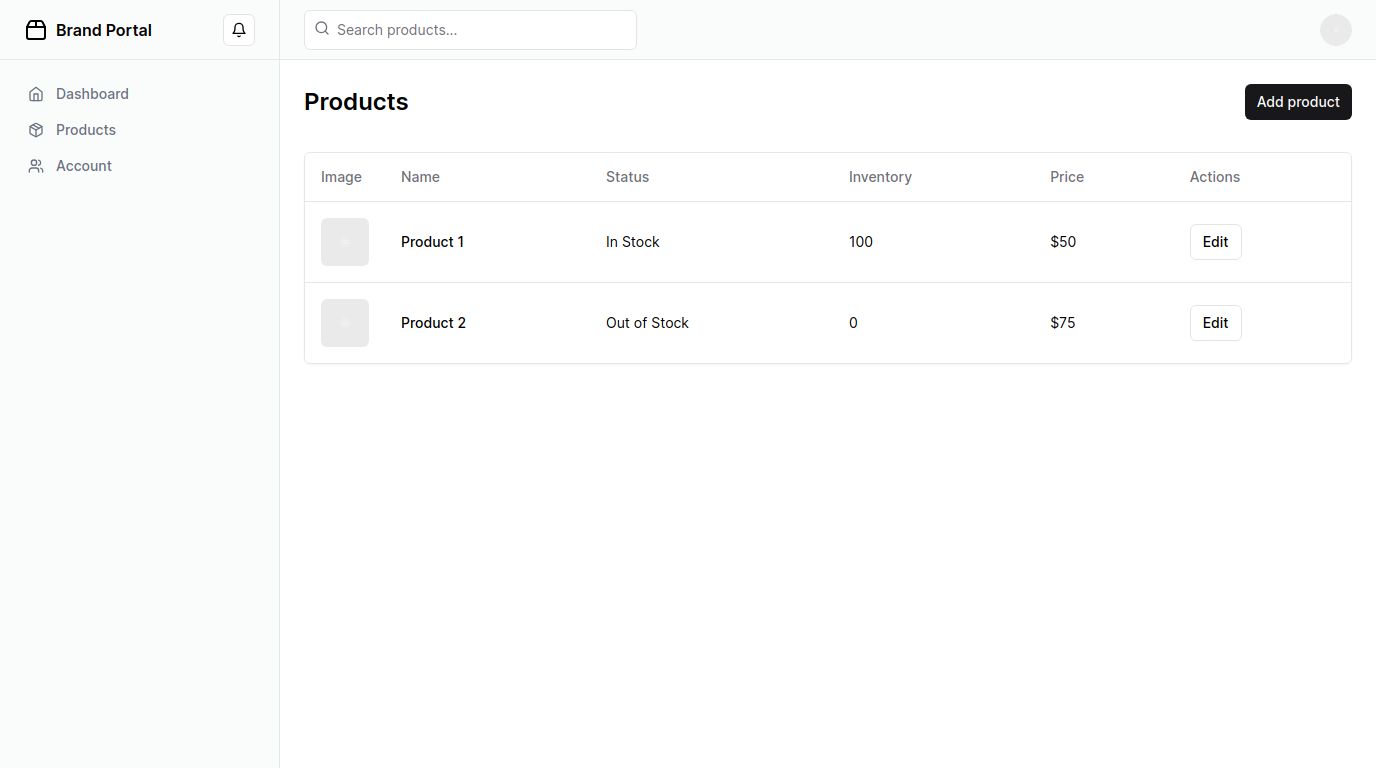 Brand Portal
Search products...
Dashboard
Products
Account
Products
Add product
Image Name Status Inventory Price Actions
Product 1 In Stock 100 $50 Edit
Product 2 Out of Stock 0 $75 Edit